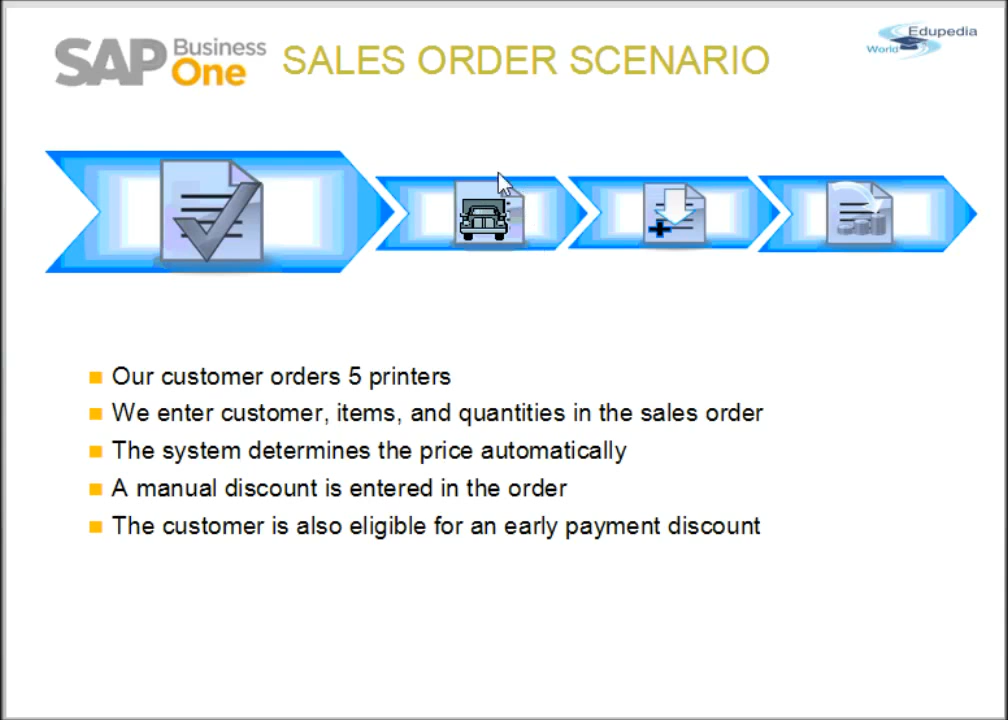 SAP Business One
SALES ORDER SCENARIO
Edupedia
World
Our customer orders 5 printers
We enter customer, items, and quantities in the sales order
The system determines the price automatically
A manual discount is entered in the order
The customer is also eligible for an early payment discount